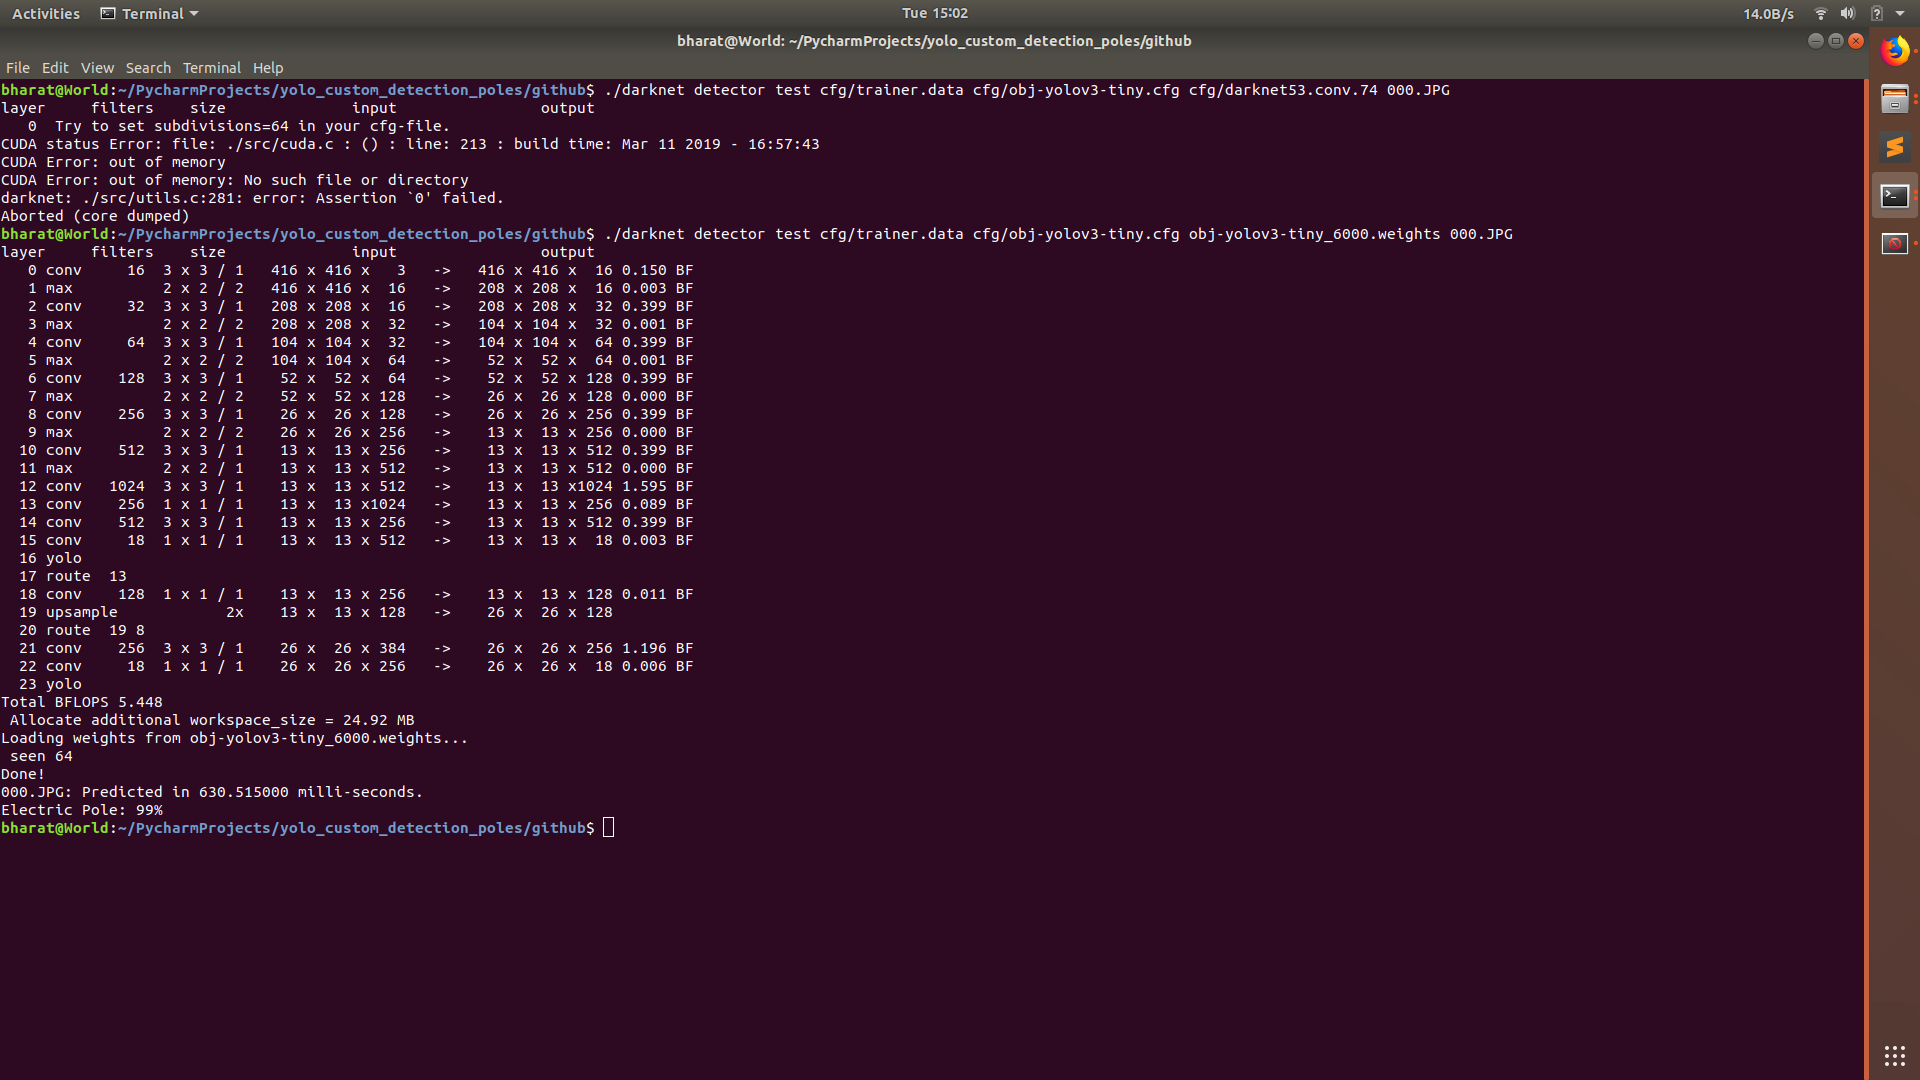 Activities Terminal Tue 15:02 14.0B/s
bharat@World: ~/PycharmProjects/yolo_custom_detection_poles/github
File Edit View Search Terminal Help
bharat@World:~/PycharmProjects/yolo_custom_detection_poles/github$ ./darknet detector test cfg/trainer.data cfg/obj-yolov3-tiny.cfg cfg/darknet53.conv.74 000.JPG
layer     filters    size              input                output
   0  Try to set subdivisions=64 in your cfg-file.
CUDA status Error: file: ./src/cuda.c : () : line: 213 : build time: Mar 11 2019 - 16:57:43
CUDA Error: out of memory
CUDA Error: out of memory: No such file or directory
darknet: ./src/utils.c:281: error: Assertion `0' failed.
Aborted (core dumped)
bharat@World:~/PycharmProjects/yolo_custom_detection_poles/github$ ./darknet detector test cfg/trainer.data cfg/obj-yolov3-tiny.cfg obj-yolov3-tiny_6000.weights 000.JPG
layer     filters    size              input                output
   0 conv     16  3 x 3 / 1   416 x 416 x   3   ->   416 x 416 x  16 0.150 BF
   1 max          2 x 2 / 2   416 x 416 x  16   ->   208 x 208 x  16 0.003 BF
   2 conv     32  3 x 3 / 1   208 x 208 x  16   ->   208 x 208 x  32 0.399 BF
   3 max          2 x 2 / 2   208 x 208 x  32   ->   104 x 104 x  32 0.001 BF
   4 conv     64  3 x 3 / 1   104 x 104 x  32   ->   104 x 104 x  64 0.399 BF
   5 max          2 x 2 / 2   104 x 104 x  64   ->    52 x  52 x  64 0.001 BF
   6 conv    128  3 x 3 / 1    52 x  52 x  64   ->    52 x  52 x 128 0.399 BF
   7 max          2 x 2 / 2    52 x  52 x 128   ->    26 x  26 x 128 0.000 BF
   8 conv    256  3 x 3 / 1    26 x  26 x 128   ->    26 x  26 x 256 0.399 BF
   9 max          2 x 2 / 2    26 x  26 x 256   ->    13 x  13 x 256 0.000 BF
  10 conv    512  3 x 3 / 1    13 x  13 x 256   ->    13 x  13 x 512 0.399 BF
  11 max          2 x 2 / 1    13 x  13 x 512   ->    13 x  13 x 512 0.000 BF
  12 conv   1024  3 x 3 / 1    13 x  13 x 512   ->    13 x  13 x1024 1.595 BF
  13 conv    256  1 x 1 / 1    13 x  13 x1024   ->    13 x  13 x 256 0.089 BF
  14 conv    512  3 x 3 / 1    13 x  13 x 256   ->    13 x  13 x 512 0.399 BF
  15 conv     18  1 x 1 / 1    13 x  13 x 512   ->    13 x  13 x  18 0.003 BF
  16 yolo
  17 route  13
  18 conv    128  1 x 1 / 1    13 x  13 x 256   ->    13 x  13 x 128 0.011 BF
  19 upsample            2x    13 x  13 x 128   ->    26 x  26 x 128
  20 route  19 8
  21 conv    256  3 x 3 / 1    26 x  26 x 384   ->    26 x  26 x 256 1.196 BF
  22 conv     18  1 x 1 / 1    26 x  26 x 256   ->    26 x  26 x  18 0.006 BF
  23 yolo
Total BFLOPS 5.448
 Allocate additional workspace_size = 24.92 MB
Loading weights from obj-yolov3-tiny_6000.weights...
 seen 64
Done!
000.JPG: Predicted in 630.515000 milli-seconds.
Electric Pole: 99%
bharat@World:~/PycharmProjects/yolo_custom_detection_poles/github$